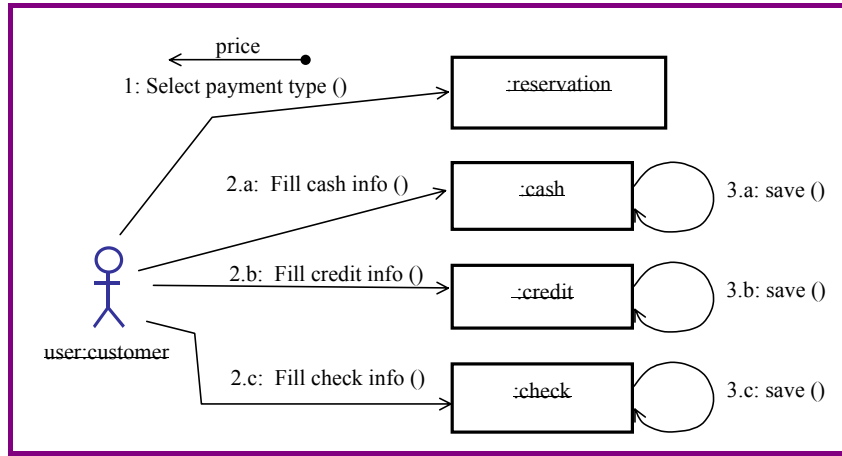 price
1: Select payment type ()
:reservation
2.a: Fill cash info ()
:cash
3.a: save ()
2.b: Fill credit info ()
:credit
3.b: save ()
user:customer
2.c: Fill check info ()
:check
3.c: save ()